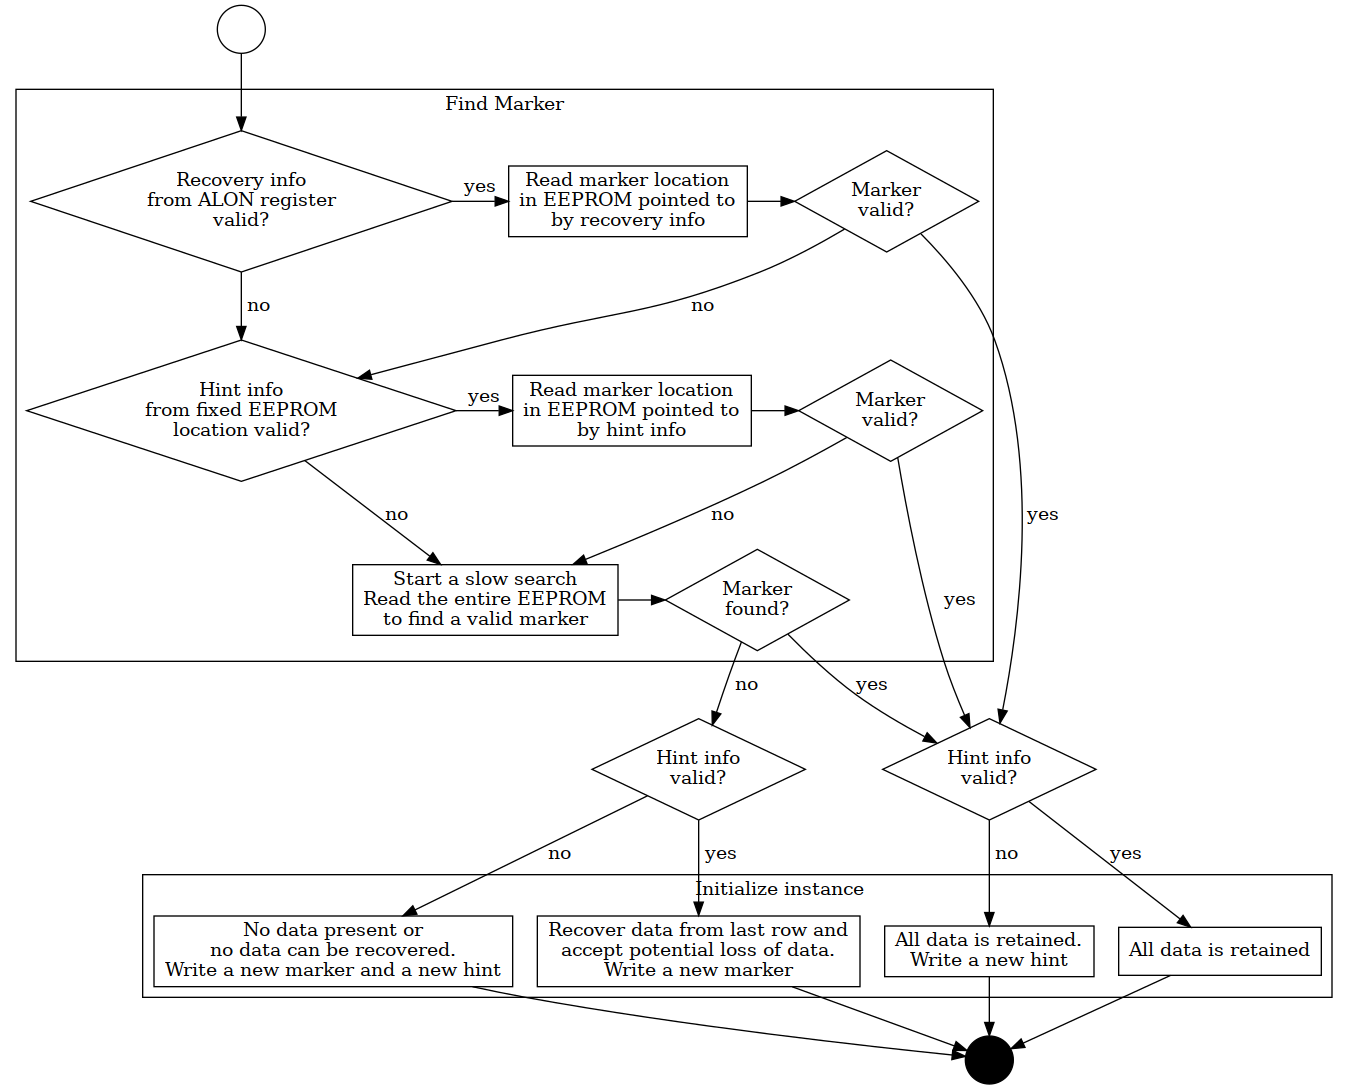 Find Marker
Recovery info
from ALON register
valid?
yes
Read marker location
in EEPROM pointed to
by recovery info
Marker
valid?
no
no
Hint info
from fixed EEPROM
location valid?
yes
Read marker location
in EEPROM pointed to
by hint info
Marker
valid?
no
no
yes
Start a slow search
Read the entire EEPROM
to find a valid marker
Marker
found?
yes
no
yes
Hint info
valid?
Hint info
valid?
no
yes
no
yes
Initialize instance
No data present or
no data can be recovered.
Write a new marker and a new hint
Recover data from last row and
accept potential loss of data.
Write a new marker
All data is retained.
Write a new hint
All data is retained